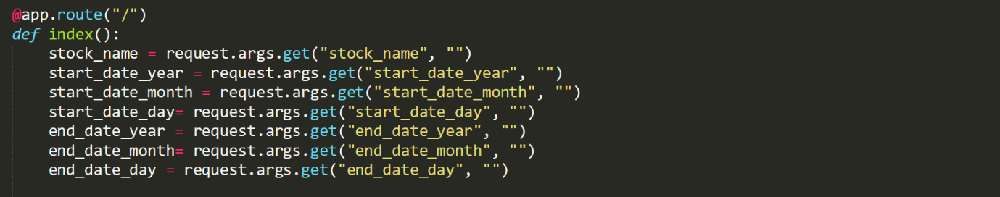 @app.route("/")
def index():
    stock_name = request.args.get("stock_name", "")
    start_date_year = request.args.get("start_date_year", "")
    start_date_month = request.args.get("start_date_month", "")
    start_date_day= request.args.get("start_date_day", "")
    end_date_year = request.args.get("end_date_year", "")
    end_date_month= request.args.get("end_date_month", "")
    end_date_day = request.args.get("end_date_day", "")